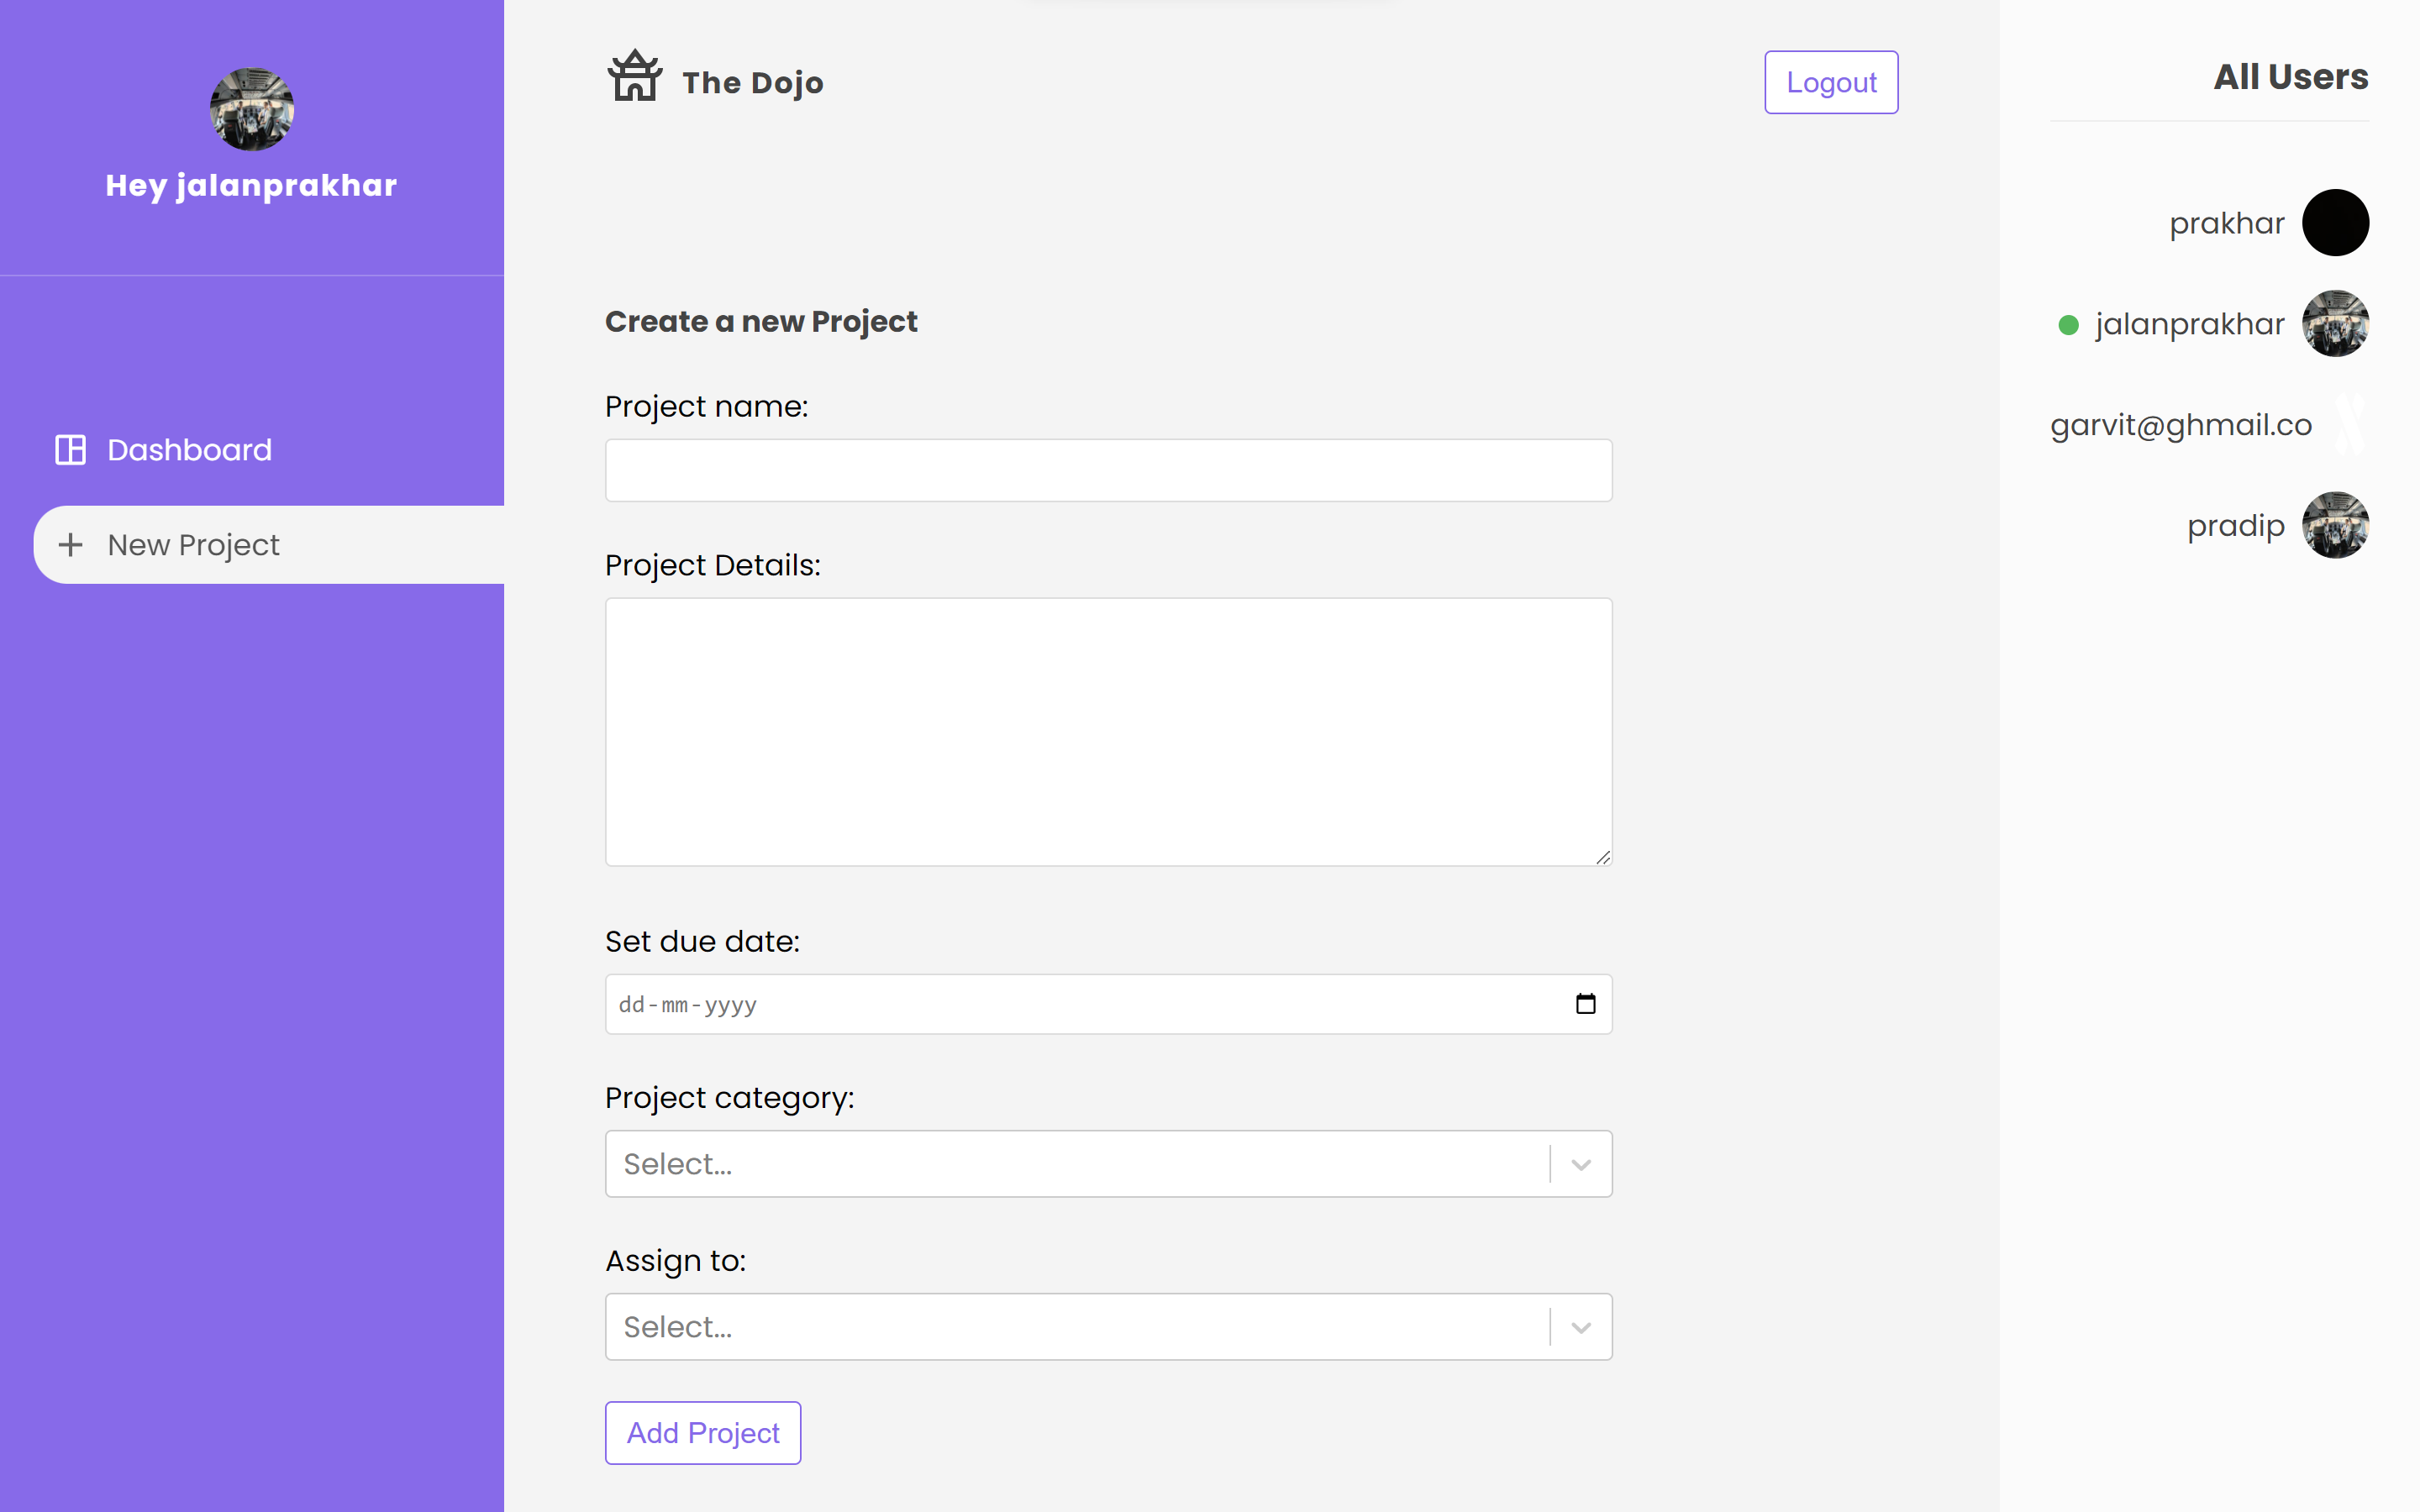 Hey jalanprakhar
Dashboard
New Project
The Dojo
Logout
Create a new Project
Project name:
Project Details:
Set due date:
dd-mm-yyyy
Project category:
Select...
Assign to:
Select...
Add Project
All Users
prakhar
jalanprakhar
garvit@ghmail.co
pradip